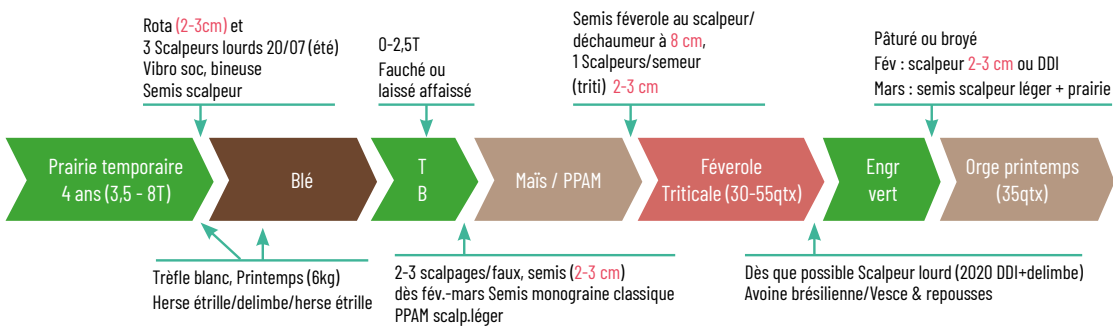 Rota (2-3cm) et
3 Scalpeurs lourds 20/07 (été)
Vibro soc, bineuse
Semis scalpeur
0-2,5T
Fauché ou
laissé affaissé
Semis féverole au scalpeur/
déchaumeur à 8 cm,
1 Scalpeurs/semeur
(triti) 2-3 cm
Pâturé ou broyé
Fév : scalpeur 2-3 cm ou DDI
Mars : semis scalpeur léger + prairie
Prairie temporaire
4 ans (3,5 - 8T)
Blé
T
B
Maïs / PPAM
Féverole
Triticale (30-55qtx)
Engr
vert
Orge printemps
(35qtx)
Trèfle blanc, Printemps (6kg)
Herse étrille/delimbe/herse étrille
2-3 scalpages/faux, semis (2-3 cm)
dès fév.-mars Semis monograine classique
PPAM scalp.léger
Dès que possible Scalpeur lourd (2020 DDI+delimbe)
Avoine brésilienne/Vesce & repousses